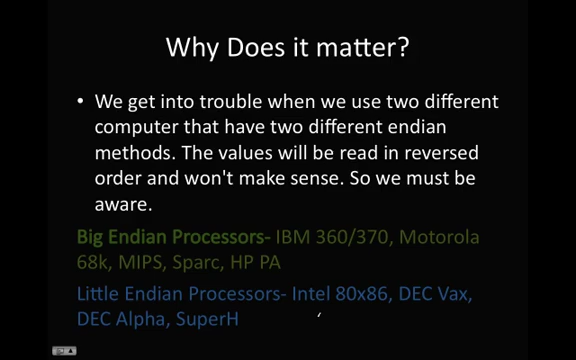 Why Does it matter?
• We get into trouble when we use two different
computer that have two different endian
methods. The values will be read in reversed
order and won't make sense. So we must be
aware.
Big Endian Processors- IBM 360/370, Motorola
68k, MIPS, Sparc, HP PA
Little Endian Processors- Intel 80x86, DEC Vax,
DEC Alpha, SuperH